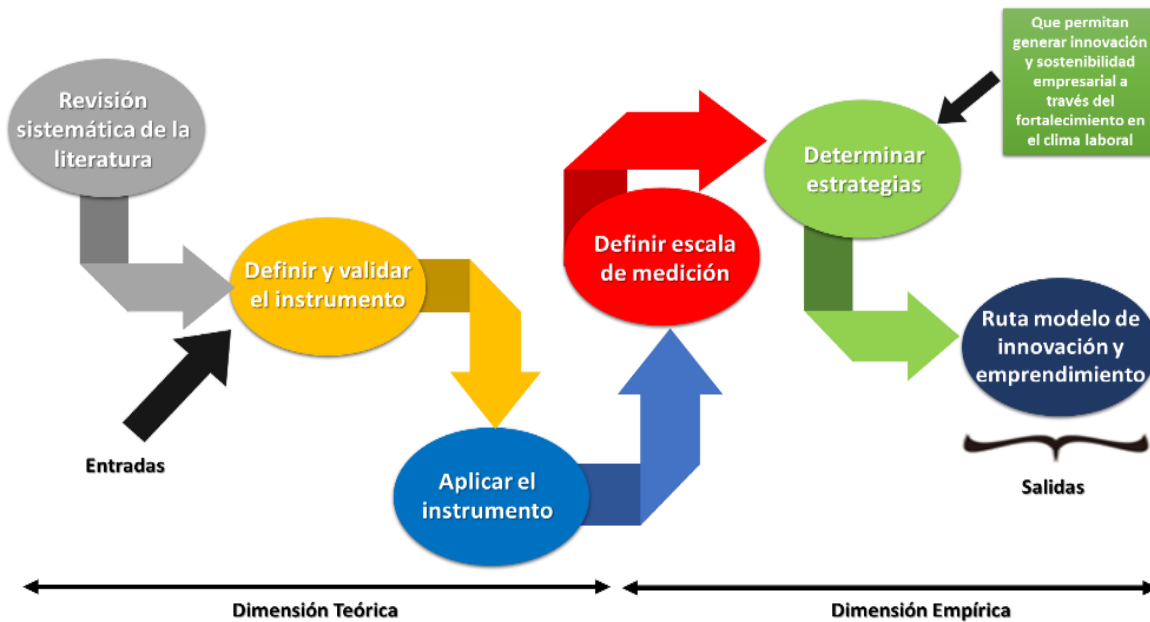 Revisión
sistemática de la
literatura
Definir y validar
el instrumento
Entradas
Aplicar el
instrumento
Definir escala
de medición
Determinar
estrategias
Que permitan
generar innovación
y sostenibilidad
empresarial a
través del
fortalecimiento en
el clima laboral
Ruta modelo de
innovación y
emprendimiento
Salidas
Dimensión Teórica
Dimensión Empírica